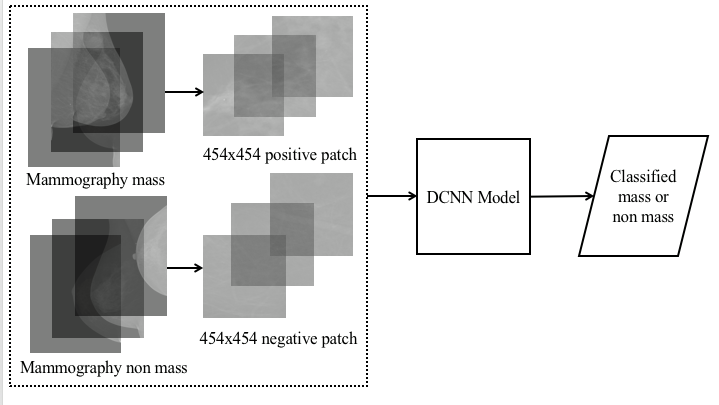 454x454 positive patch
Mammography mass
454x454 negative patch
Mammography non mass
DCNN Model
Classified
mass or
non mass